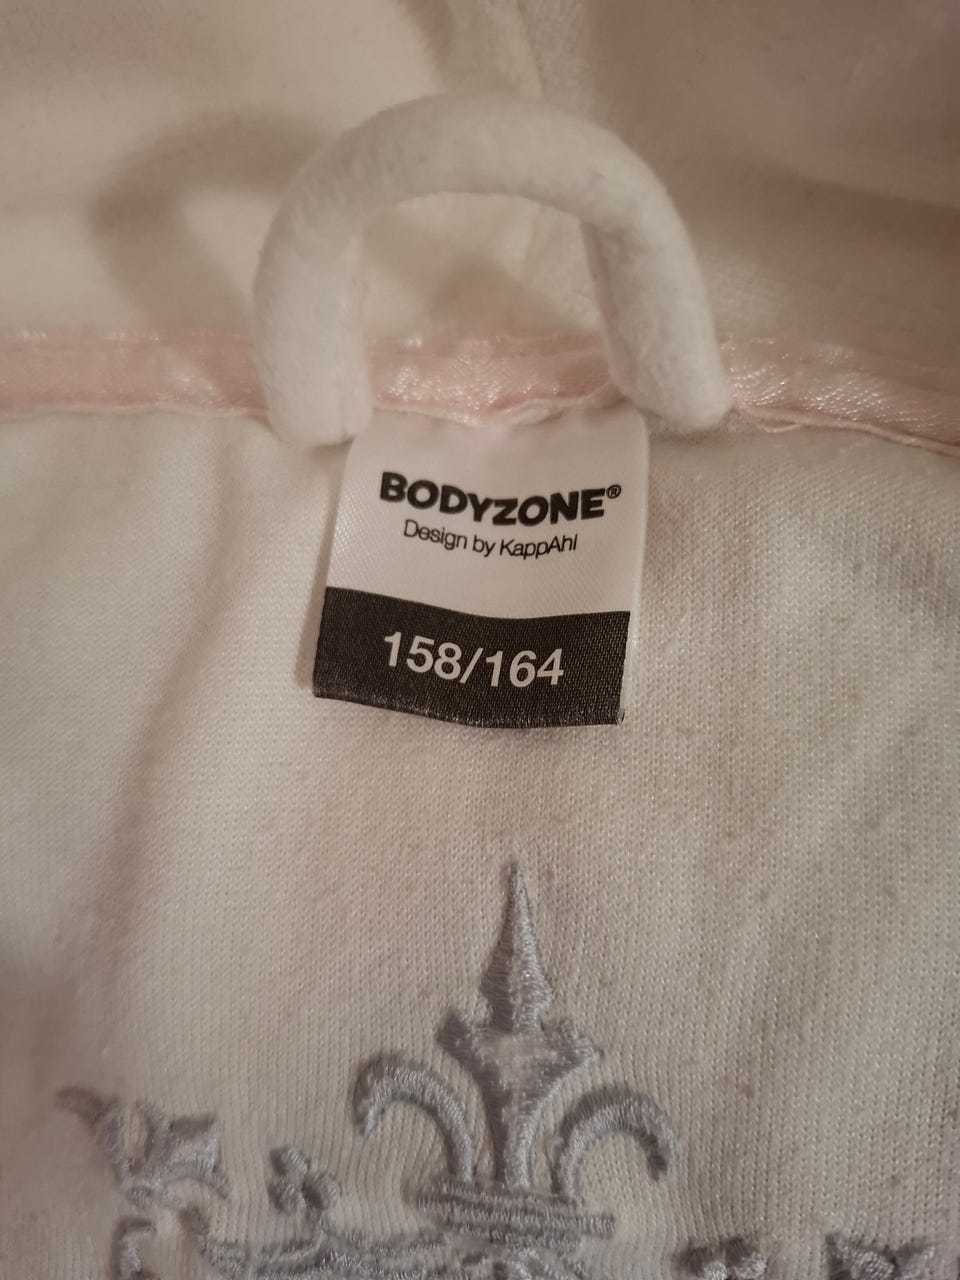 BODYZONE®
Design by KappAhl
158/164